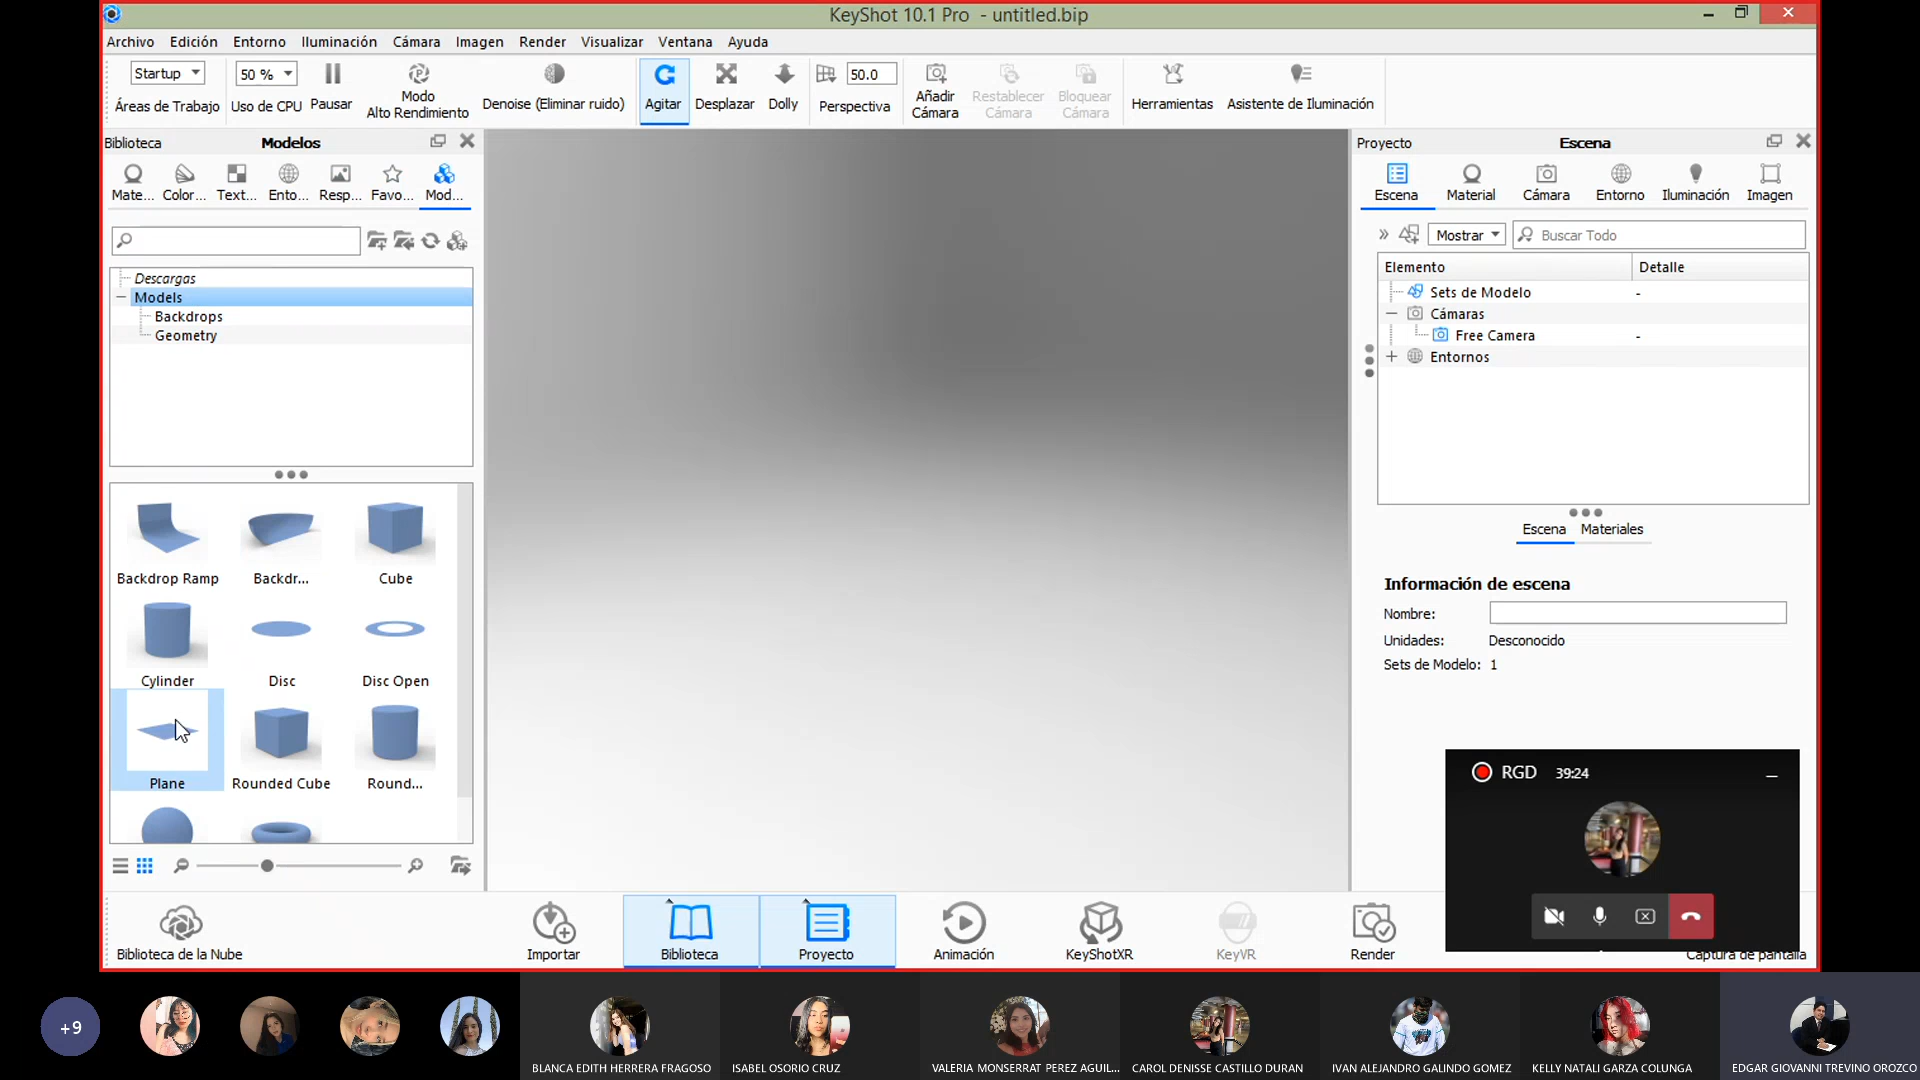 KeyShot 10.1 Pro - untitled.bip
Archivo Edición Entorno Iluminación Cámara Imagen Render Visualizar Ventana Ayuda
Startup 50 % 50.0
Áreas de Trabajo Uso de CPU Pausar Modo Alto Rendimiento Denoise (Eliminar ruido) Agitar Desplazar Dolly Perspectiva Añadir Cámara Restablecer Cámara Bloquear Cámara Herramientas Asistente de Iluminación
Biblioteca Modelos
Mate... Color... Text... Ento... Resp... Favo... Mod...
Descargas
Models
Backdrops
Geometry
Backdrop Ramp Backdr... Cube
Cylinder Disc Disc Open
Plane Rounded Cube Round...
Proyecto Escena
Escena Material Cámara Entorno Iluminación Imagen
Mostrar Buscar Todo
Elemento Detalle
Sets de Modelo -
Cámaras
Free Camera -
Entornos
Escena Materiales
Información de escena
Nombre:
Unidades: Desconocido
Sets de Modelo: 1
RGD 39:24
Biblioteca de la Nube Importar Biblioteca Proyecto Animación KeyShotXR KeyVR Render Captura de pantalla
+9
BLANCA EDITH HERRERA FRAGOSO ISABEL OSORIO CRUZ VALERIA MONSERRAT PEREZ AGUIL... CAROL DENISSE CASTILLO DURAN IVAN ALEJANDRO GALINDO GOMEZ KELLY NATALI GARZA COLUNGA EDGAR GIOVANNI TREVINO OROZCO